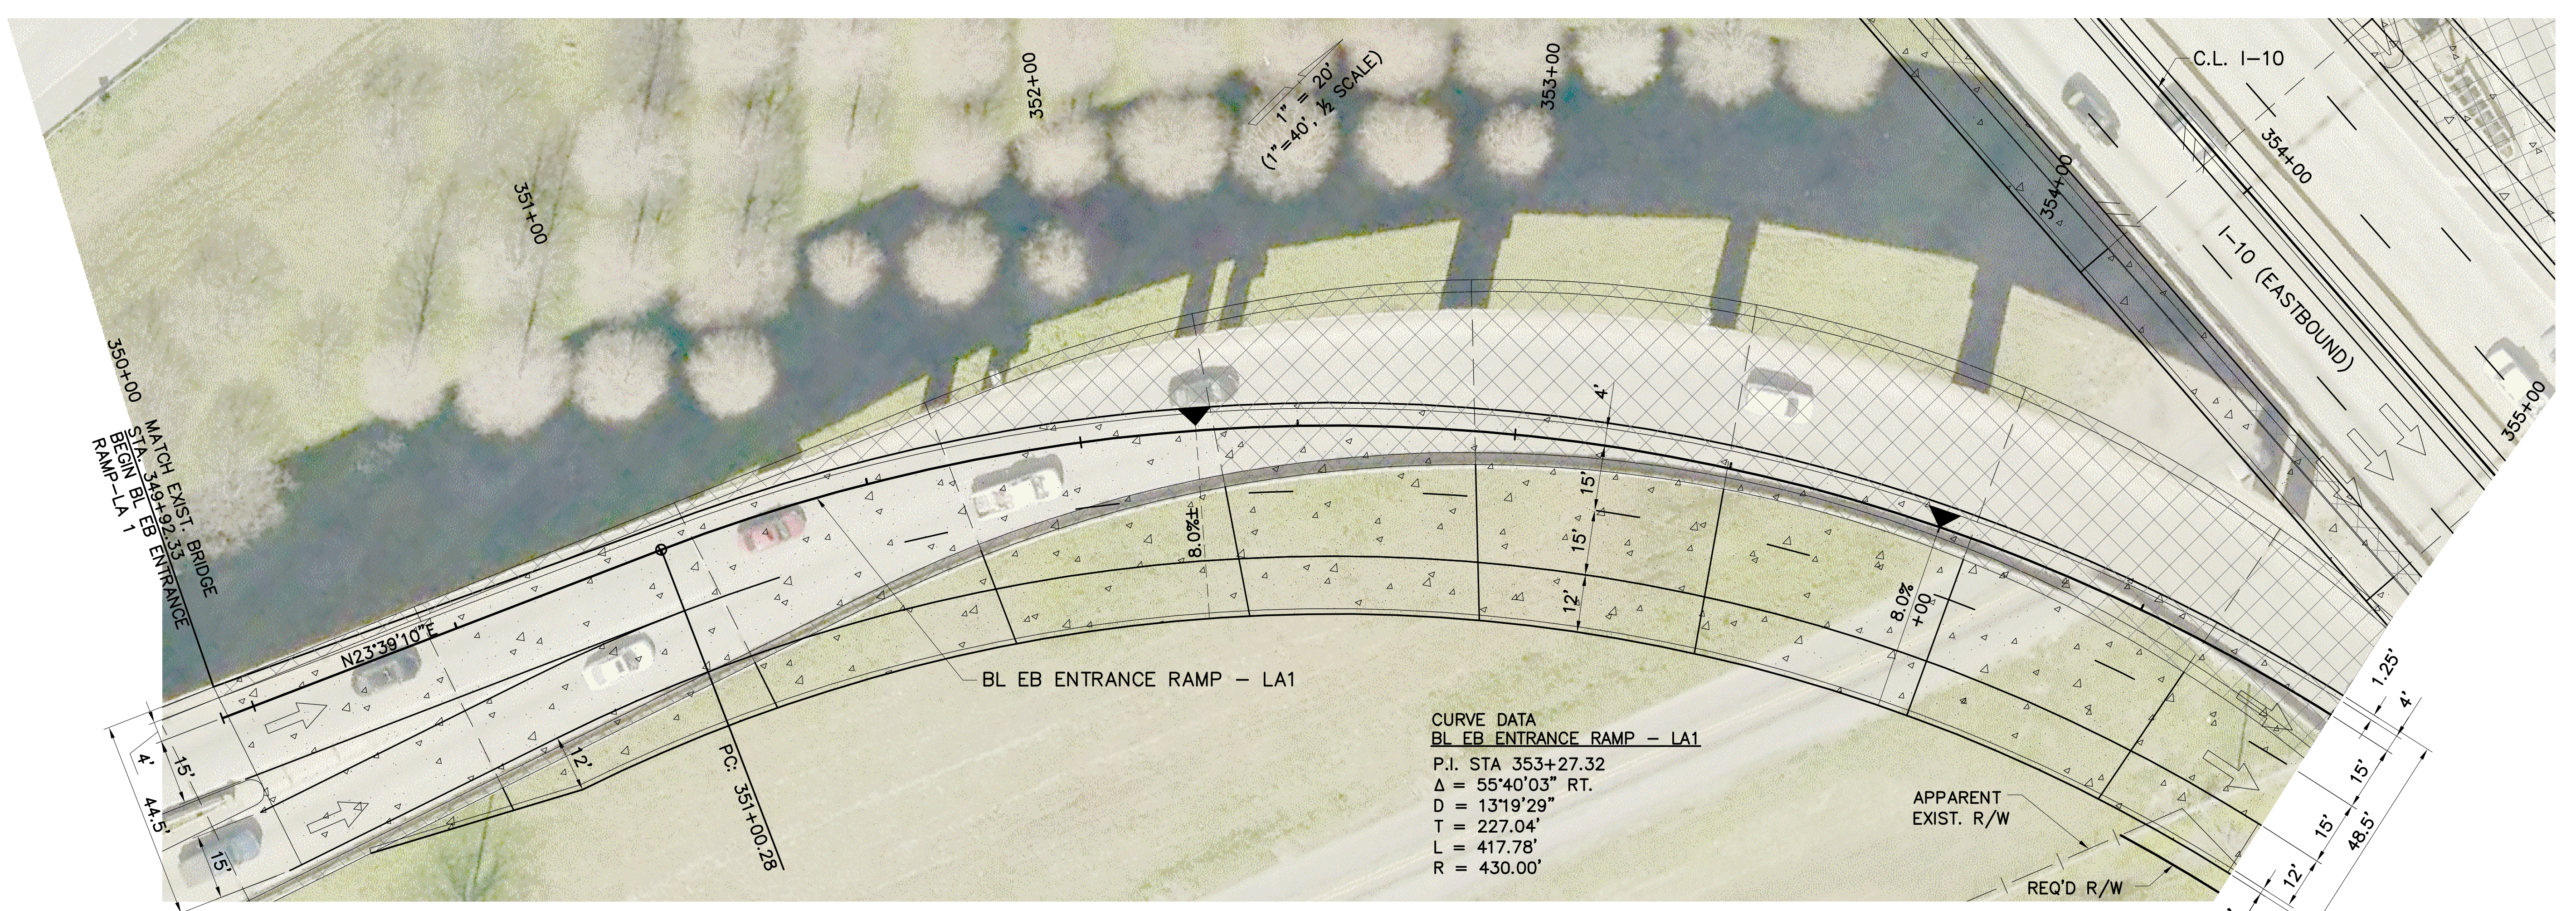 C.L. I-10
352+00
353+00
1" = 20'
(1"=40', ½ SCALE)
354+00
354+00
351+00
I-10 (EASTBOUND)
350+00
MATCH EXIST. BRIDGE
STA. 349+92.33
BEGIN BL EB ENTRANCE
RAMP-LA 1
355+00
4'
15'
15'
12'
8.0%±
8.0%
+00
N23°39'10"E
BL EB ENTRANCE RAMP - LA1
PC: 351+00.28
12'
4'
15'
44.5'
15'
CURVE DATA
BL EB ENTRANCE RAMP - LA1
P.I. STA 353+27.32
Δ = 55°40'03" RT.
D = 13°19'29"
T = 227.04'
L = 417.78'
R = 430.00'
1.25'
4'
15'
15'
48.5'
12'
APPARENT
EXIST. R/W
REQ'D R/W